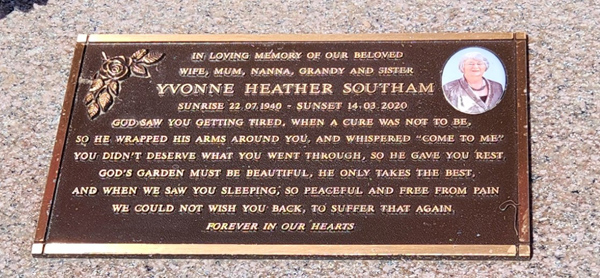 IN LOVING MEMORY OF OUR BELOVED
WIFE, MUM, NANNA, GRANDY AND SISTER
YVONNE HEATHER SOUTHAM
SUNRISE 22.07.1940 - SUNSET 14.03.2020
GOD SAW YOU GETTING TIRED, WHEN A CURE WAS NOT TO BE,
SO HE WRAPPED HIS ARMS AROUND YOU, AND WHISPERED "COME TO ME"
YOU DIDN'T DESERVE WHAT YOU WENT THROUGH, SO HE GAVE YOU REST
GOD'S GARDEN MUST BE BEAUTIFUL, HE ONLY TAKES THE BEST,
AND WHEN WE SAW YOU SLEEPING, SO PEACEFUL AND FREE FROM PAIN
WE COULD NOT WISH YOU BACK, TO SUFFER THAT AGAIN
FOREVER IN OUR HEARTS